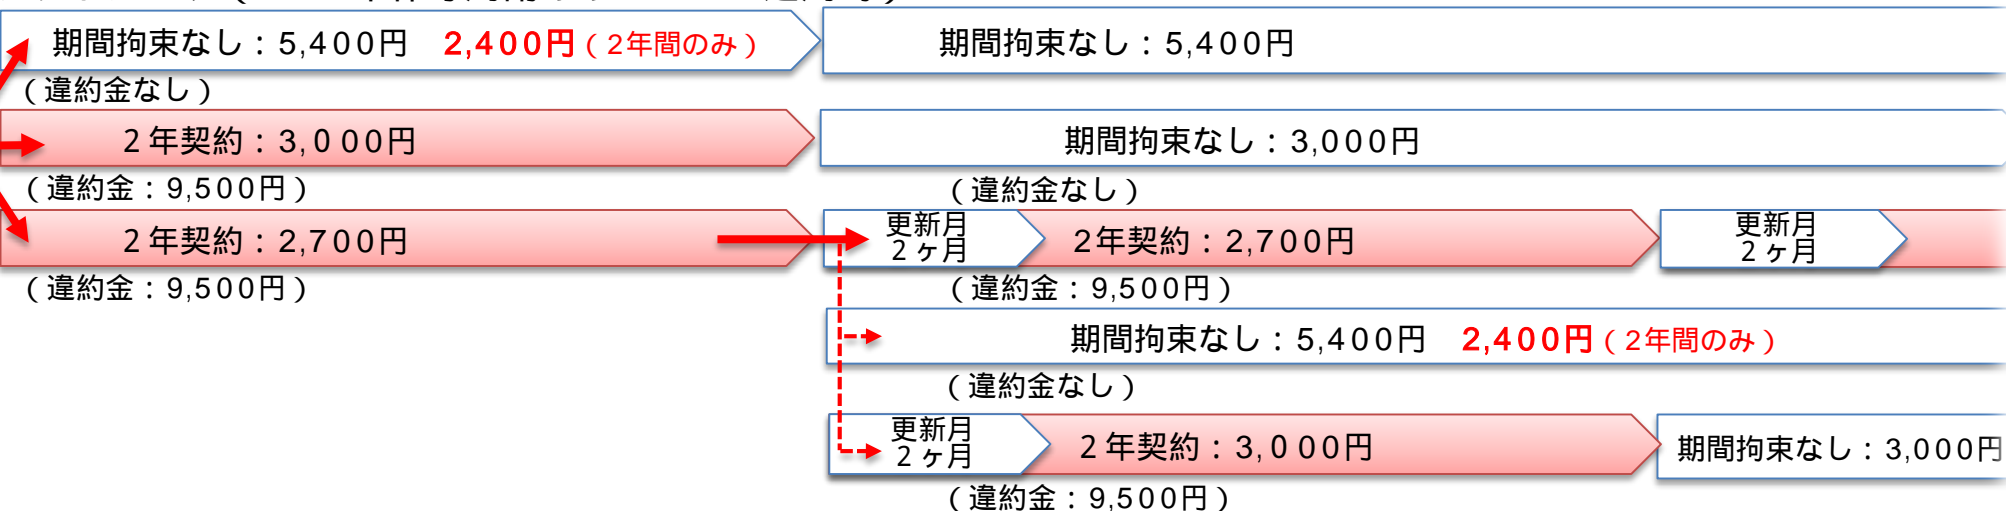 期間拘束なし：5,400円　2,400円（2年間のみ）
期間拘束なし：5,400円
（違約金なし）
２年契約：3,000円
期間拘束なし：3,000円
（違約金：9,500円）
（違約金なし）
２年契約：2,700円
更新月
２ヶ月
2年契約：2,700円
更新月
２ヶ月
（違約金：9,500円）
（違約金：9,500円）
期間拘束なし：5,400円　2,400円（2年間のみ）
（違約金なし）
更新月
２ヶ月
２年契約：3,000円
期間拘束なし：3,000円
（違約金：9,500円）